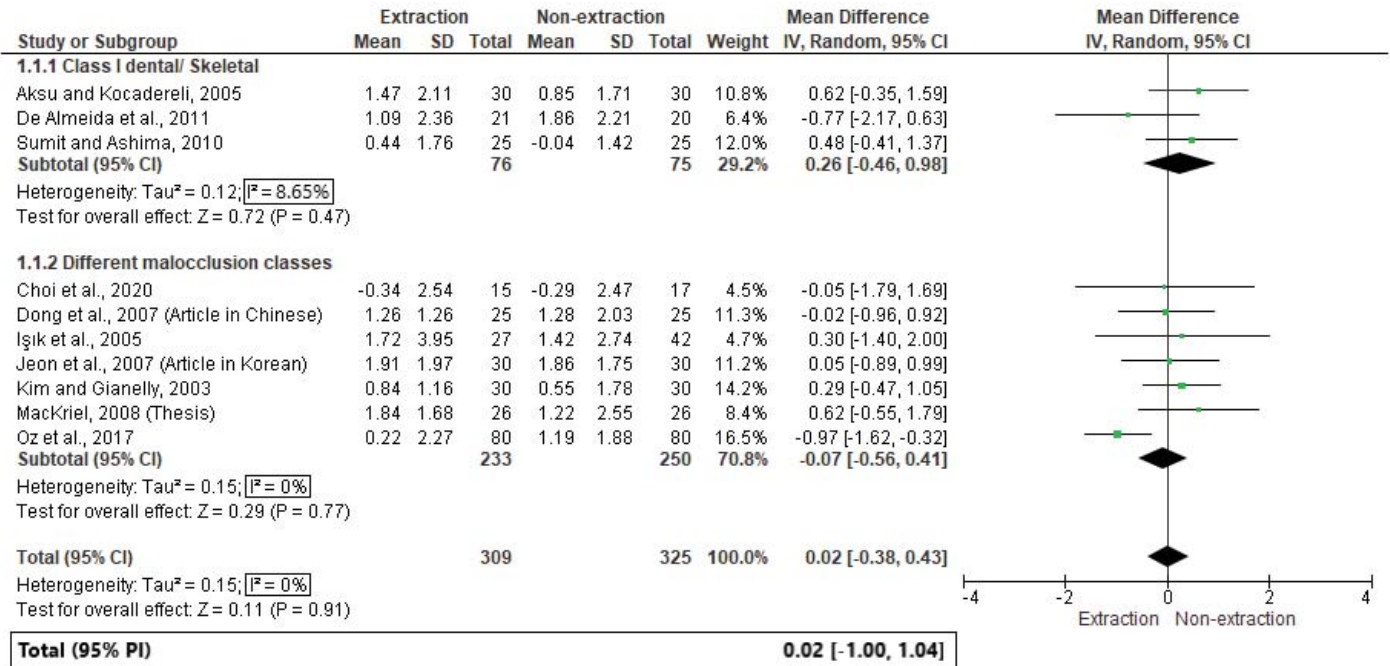 Extraction Non-extraction Mean Difference Mean Difference
Study or Subgroup Mean SD Total Mean SD Total Weight IV, Random, 95% CI IV, Random, 95% CI
1.1.1 Class I dental/ Skeletal
Aksu and Kocadereli, 2005 1.47 2.11 30 0.85 1.71 30 10.8% 0.62 [-0.35, 1.59]
De Almeida et al., 2011 1.09 2.36 21 1.86 2.21 20 6.4% -0.77 [-2.17, 0.63]
Sumit and Ashima, 2010 0.44 1.76 25 -0.04 1.42 25 12.0% 0.48 [-0.41, 1.37]
Subtotal (95% CI) 76 75 29.2% 0.26 [-0.46, 0.98]
Heterogeneity: Tau² = 0.12; I² = 8.65%
Test for overall effect: Z = 0.72 (P = 0.47)
1.1.2 Different malocclusion classes
Choi et al., 2020 -0.34 2.54 15 -0.29 2.47 17 4.5% -0.05 [-1.79, 1.69]
Dong et al., 2007 (Article in Chinese) 1.26 1.26 25 1.28 2.03 25 11.3% -0.02 [-0.96, 0.92]
Işık et al., 2005 1.72 3.95 27 1.42 2.74 42 4.7% 0.30 [-1.40, 2.00]
Jeon et al., 2007 (Article in Korean) 1.91 1.97 30 1.86 1.75 30 11.2% 0.05 [-0.89, 0.99]
Kim and Gianelly, 2003 0.84 1.16 30 0.55 1.78 30 14.2% 0.29 [-0.47, 1.05]
MacKriel, 2008 (Thesis) 1.84 1.68 26 1.22 2.55 26 8.4% 0.62 [-0.55, 1.79]
Oz et al., 2017 0.22 2.27 80 1.19 1.88 80 16.5% -0.97 [-1.62, -0.32]
Subtotal (95% CI) 233 250 70.8% -0.07 [-0.56, 0.41]
Heterogeneity: Tau² = 0.15; I² = 0%
Test for overall effect: Z = 0.29 (P = 0.77)
Total (95% CI) 309 325 100.0% 0.02 [-0.38, 0.43]
Heterogeneity: Tau² = 0.15; I² = 0%
Test for overall effect: Z = 0.11 (P = 0.91)
-4 -2 0 2 4
Extraction Non-extraction
Total (95% PI) 0.02 [-1.00, 1.04]